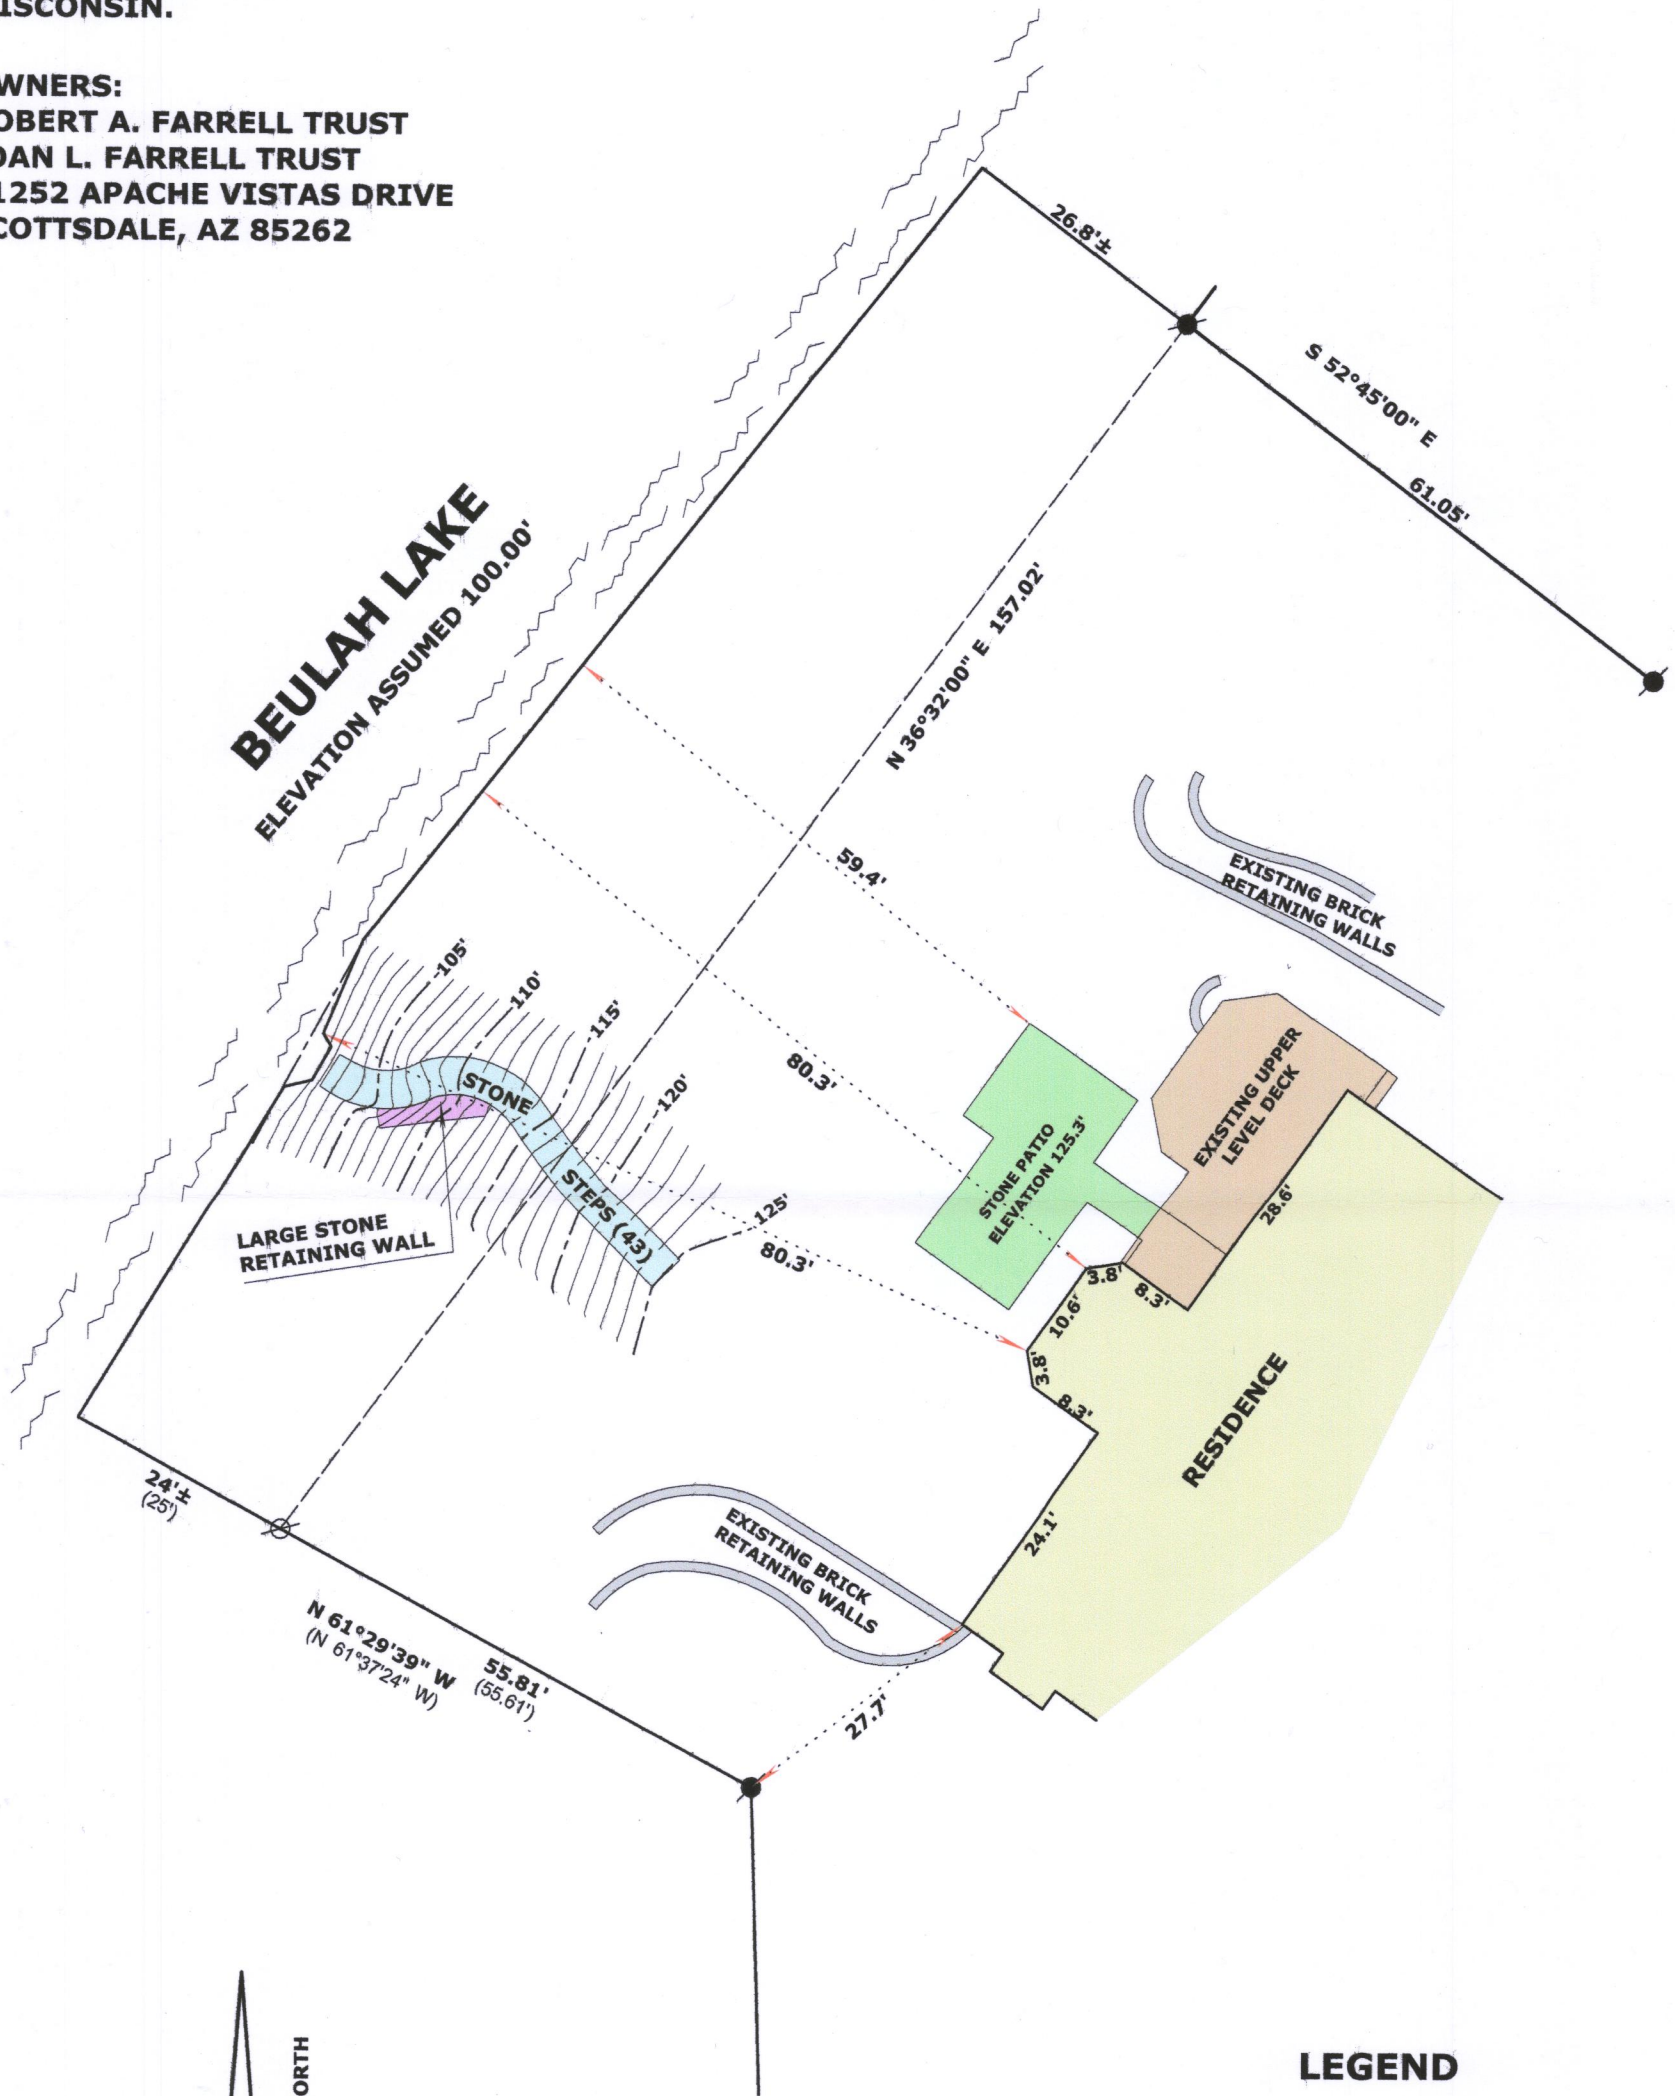 ISCONSIN.
WNERS:
OBERT A. FARRELL TRUST
OAN L. FARRELL TRUST
1252 APACHE VISTAS DRIVE
COTTSDALE, AZ 85262
26.8'±
S 52°45'00" E
61.05'
BEULAH LAKE
ELEVATION ASSUMED 100.00'
N 36°32'00" E 157.02'
59.4'
EXISTING BRICK
RETAINING WALLS
105'
110'
115'
120'
125'
80.3'
STONE
STEPS (43)
EXISTING UPPER
LEVEL DECK
STONE PATIO
ELEVATION 125.3'
28.6'
LARGE STONE
RETAINING WALL
80.3'
3.8'
8.3'
10.6'
3.8'
8.3'
RESIDENCE
24.1'
24'±
(25')
EXISTING BRICK
RETAINING WALLS
N 61°29'39" W 55.81'
(N 61°37'24" W) (55.61')
27.7'
ORTH
LEGEND